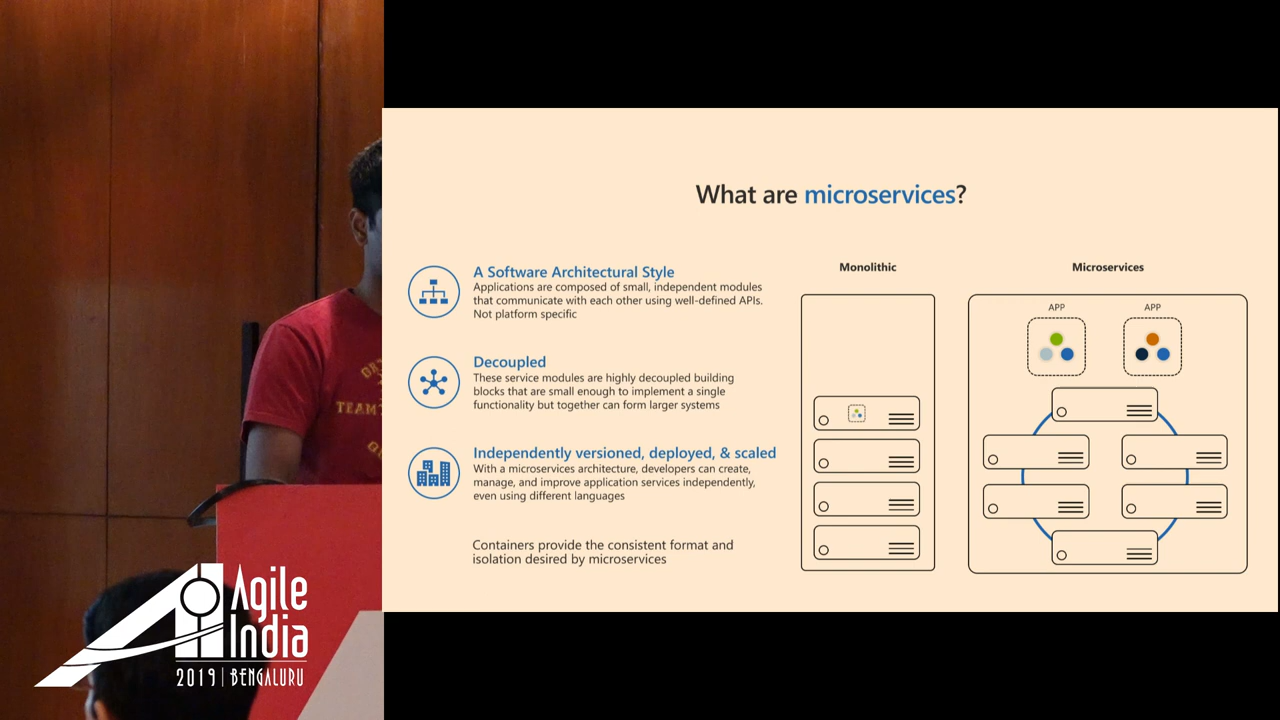 What are microservices?
A Software Architectural Style
Applications are composed of small, independent modules
that communicate with each other using well-defined APIs.
Not platform specific
Decoupled
These service modules are highly decoupled building
blocks that are small enough to implement a single
functionality but together can form larger systems
Independently versioned, deployed, & scaled
With a microservices architecture, developers can create,
manage, and improve application services independently,
even using different languages
Containers provide the consistent format and
isolation desired by microservices
Monolithic
Microservices
APP
APP
TEAM
Agile
India
2019 | BENGALURU